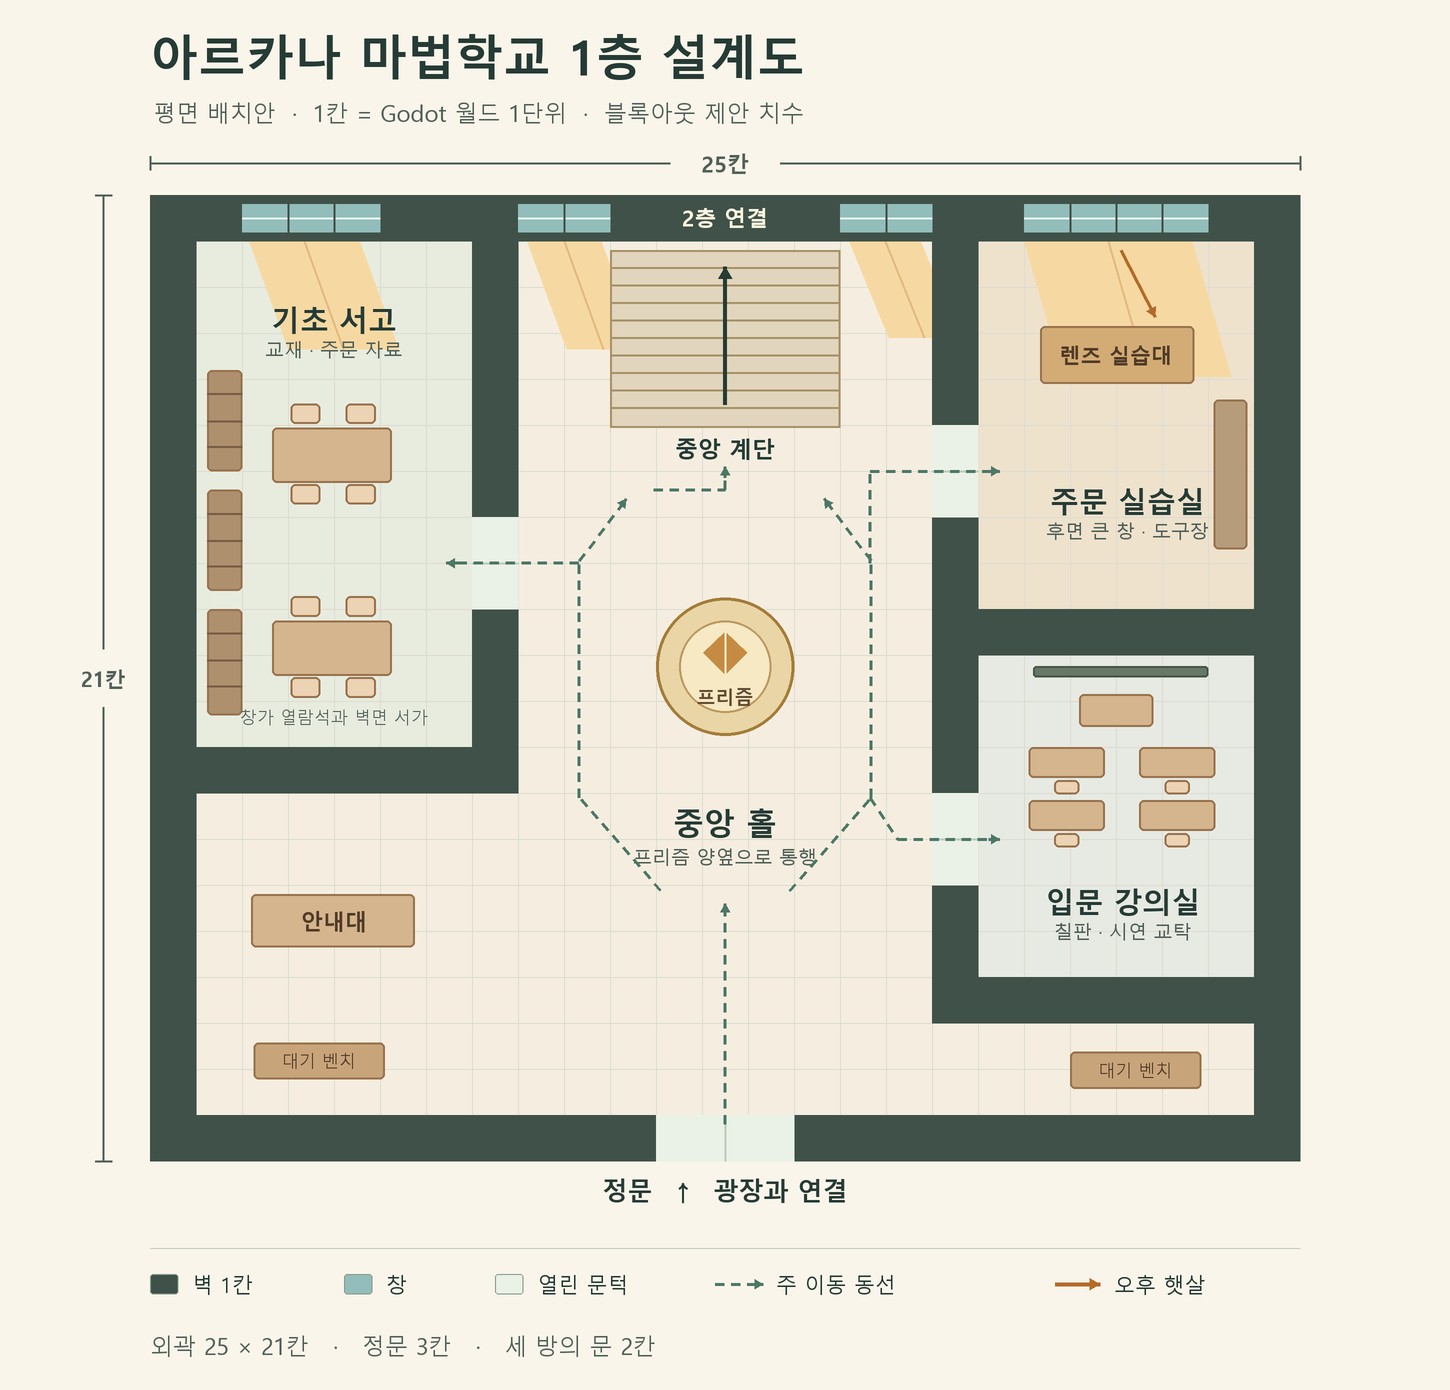 아르카나 마법학교 1층 설계도
평면 배치안 · 1칸 = Godot 월드 1단위 · 블록아웃 제안 치수
25칸
21칸
2층 연결
기초 서고
교재 · 주문 자료
창가 열람석과 벽면 서가
중앙 계단
렌즈 실습대
주문 실습실
후면 큰 창 · 도구장
프리즘
중앙 홀
프리즘 양옆으로 통행
입문 강의실
칠판 · 시연 교탁
안내대
대기 벤치
대기 벤치
정문 ↑ 광장과 연결
벽 1칸
창
열린 문턱
주 이동 동선
오후 햇살
외곽 25 × 21칸 · 정문 3칸 · 세 방의 문 2칸